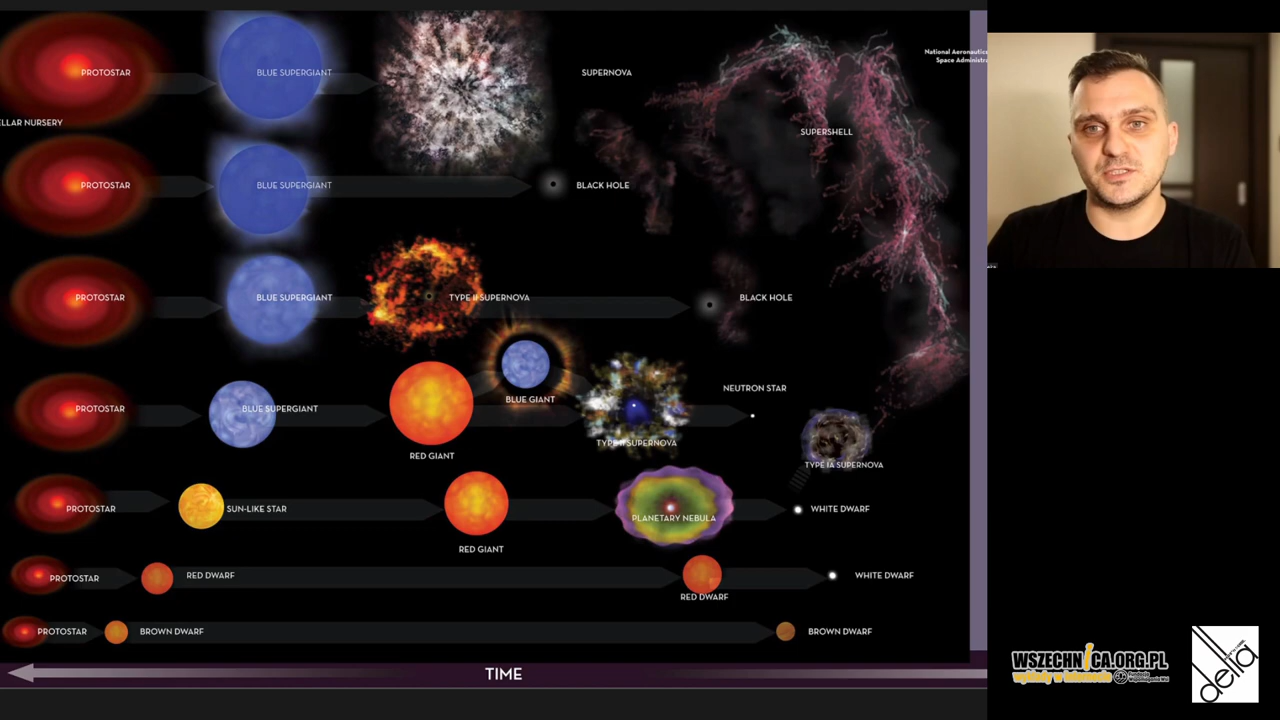 PROTOSTAR
BLUE SUPERGIANT
SUPERNOVA
National Aeronautics
Space Administra
SUPERSHELL
ELLAR NURSERY
PROTOSTAR
BLUE SUPERGIANT
BLACK HOLE
PROTOSTAR
BLUE SUPERGIANT
TYPE II SUPERNOVA
BLACK HOLE
PROTOSTAR
BLUE SUPERGIANT
RED GIANT
BLUE GIANT
TYPE II SUPERNOVA
NEUTRON STAR
TYPE IA SUPERNOVA
PROTOSTAR
SUN-LIKE STAR
RED GIANT
PLANETARY NEBULA
WHITE DWARF
PROTOSTAR
RED DWARF
RED DWARF
WHITE DWARF
PROTOSTAR
BROWN DWARF
BROWN DWARF
TIME
WSZECHNICA.ORG.PL
wykłady w internecie
delta